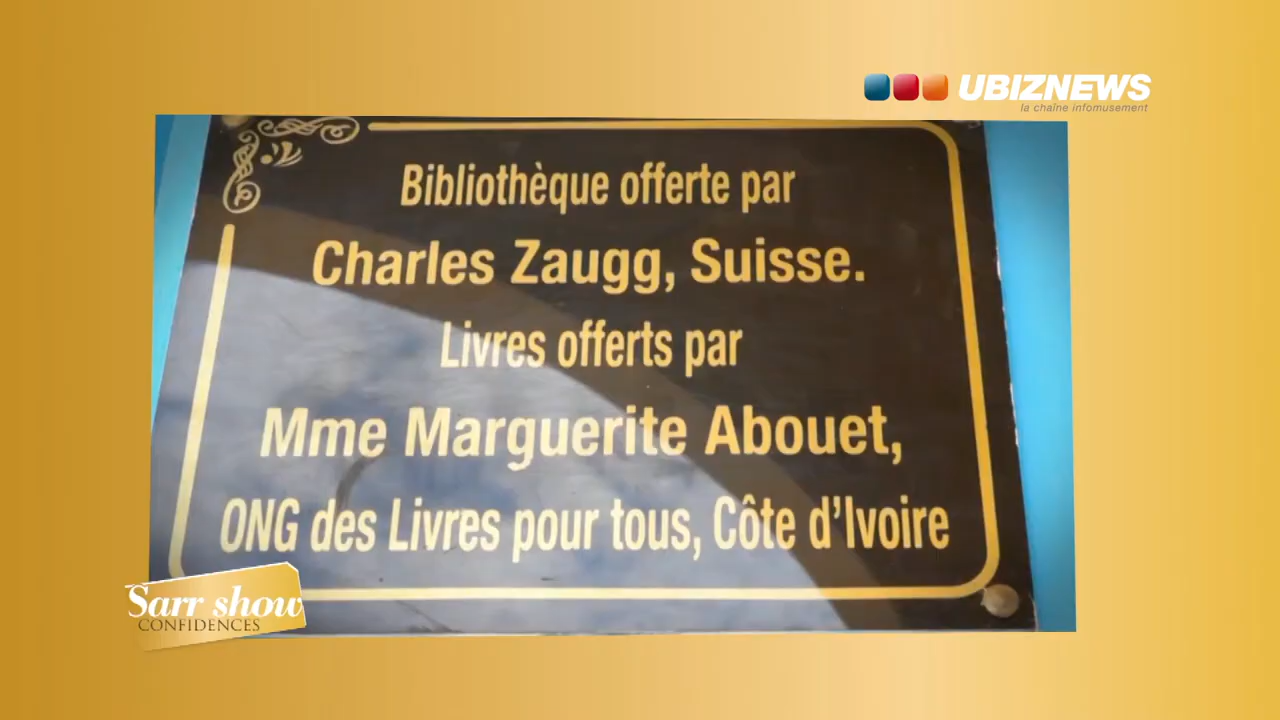 UBIZNEWS
la chaîne infomusement
Bibliothèque offerte par
Charles Zaugg, Suisse.
Livres offerts par
Mme Marguerite Abouet,
ONG des Livres pour tous, Côte d'Ivoire
Sarr show
CONFIDENCES